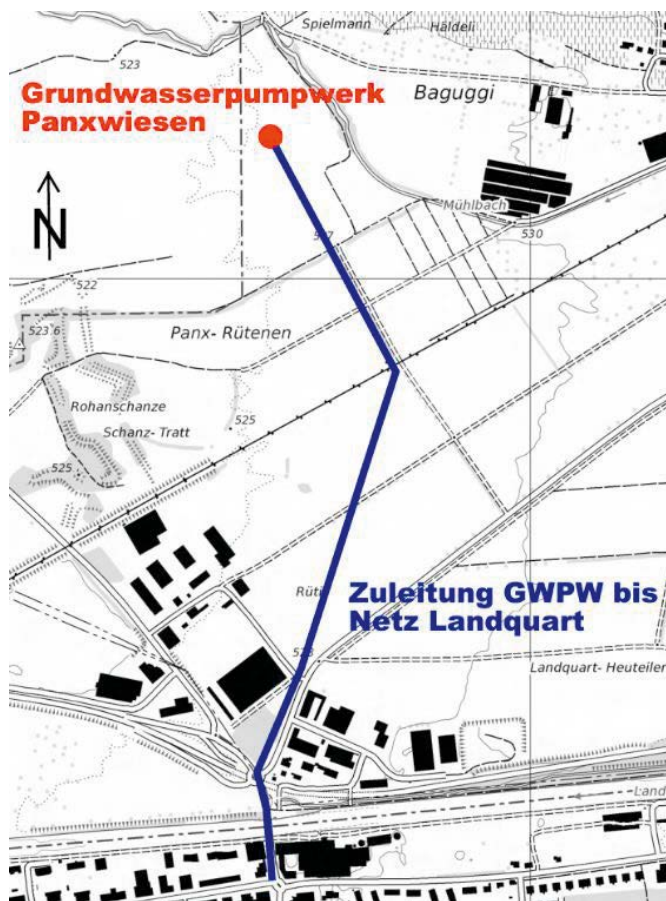 Spielmann
Häldeli
523
Grundwasserpumpwerk
Panxwiesen
Baguggi
N
Mühlbach
530
522
523.6
Panx- Rütenen
Rohanschanze
Schanz- Tratt
525
525
Zuleitung GWPW bis
Netz Landquart
Landquart- Heuteiler
Land